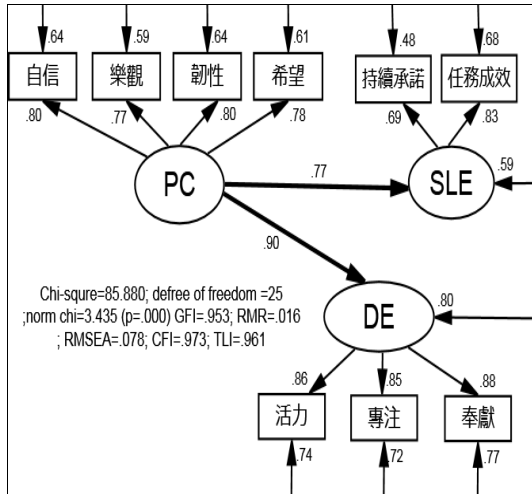 .64 .59 .64 .61 .48 .68
自信 樂觀 韌性 希望 持續承諾 任務成效
.80 .77 .80 .78 .69 .83
PC .77 SLE .59
.90
Chi-squre=85.880; defree of freedom =25
;norm chi=3.435 (p=.000) GFI=.953; RMR=.016
; RMSEA=.078; CFI=.973; TLI=.961
DE .80
.86 .85 .88
活力 專注 奉獻
.74 .72 .77